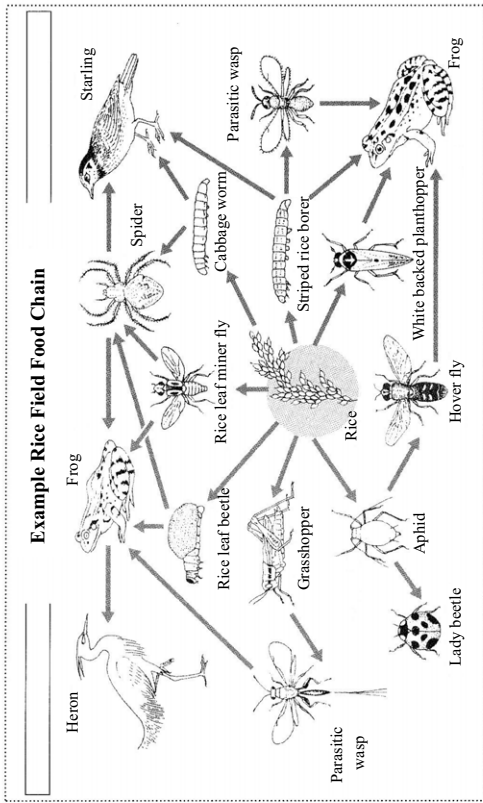 Example Rice Field Food Chain
Heron
Frog
Spider
Starling
Rice leaf miner fly
Cabbage worm
Rice leaf beetle
Parasitic
wasp
Grasshopper
Rice
Striped rice borer
Parasitic wasp
Lady beetle
Aphid
Hover fly
White backed planthopper
Frog